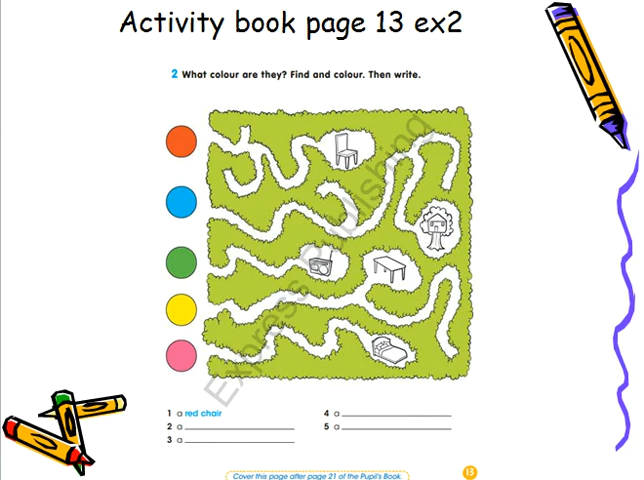 Activity book page 13 ex2
2 What colour are they? Find and colour. Then write.
Express Publishing
1 a red chair
2 a
3 a
4 a
5 a
Cover this page after page 21 of the Pupil's Book.
13